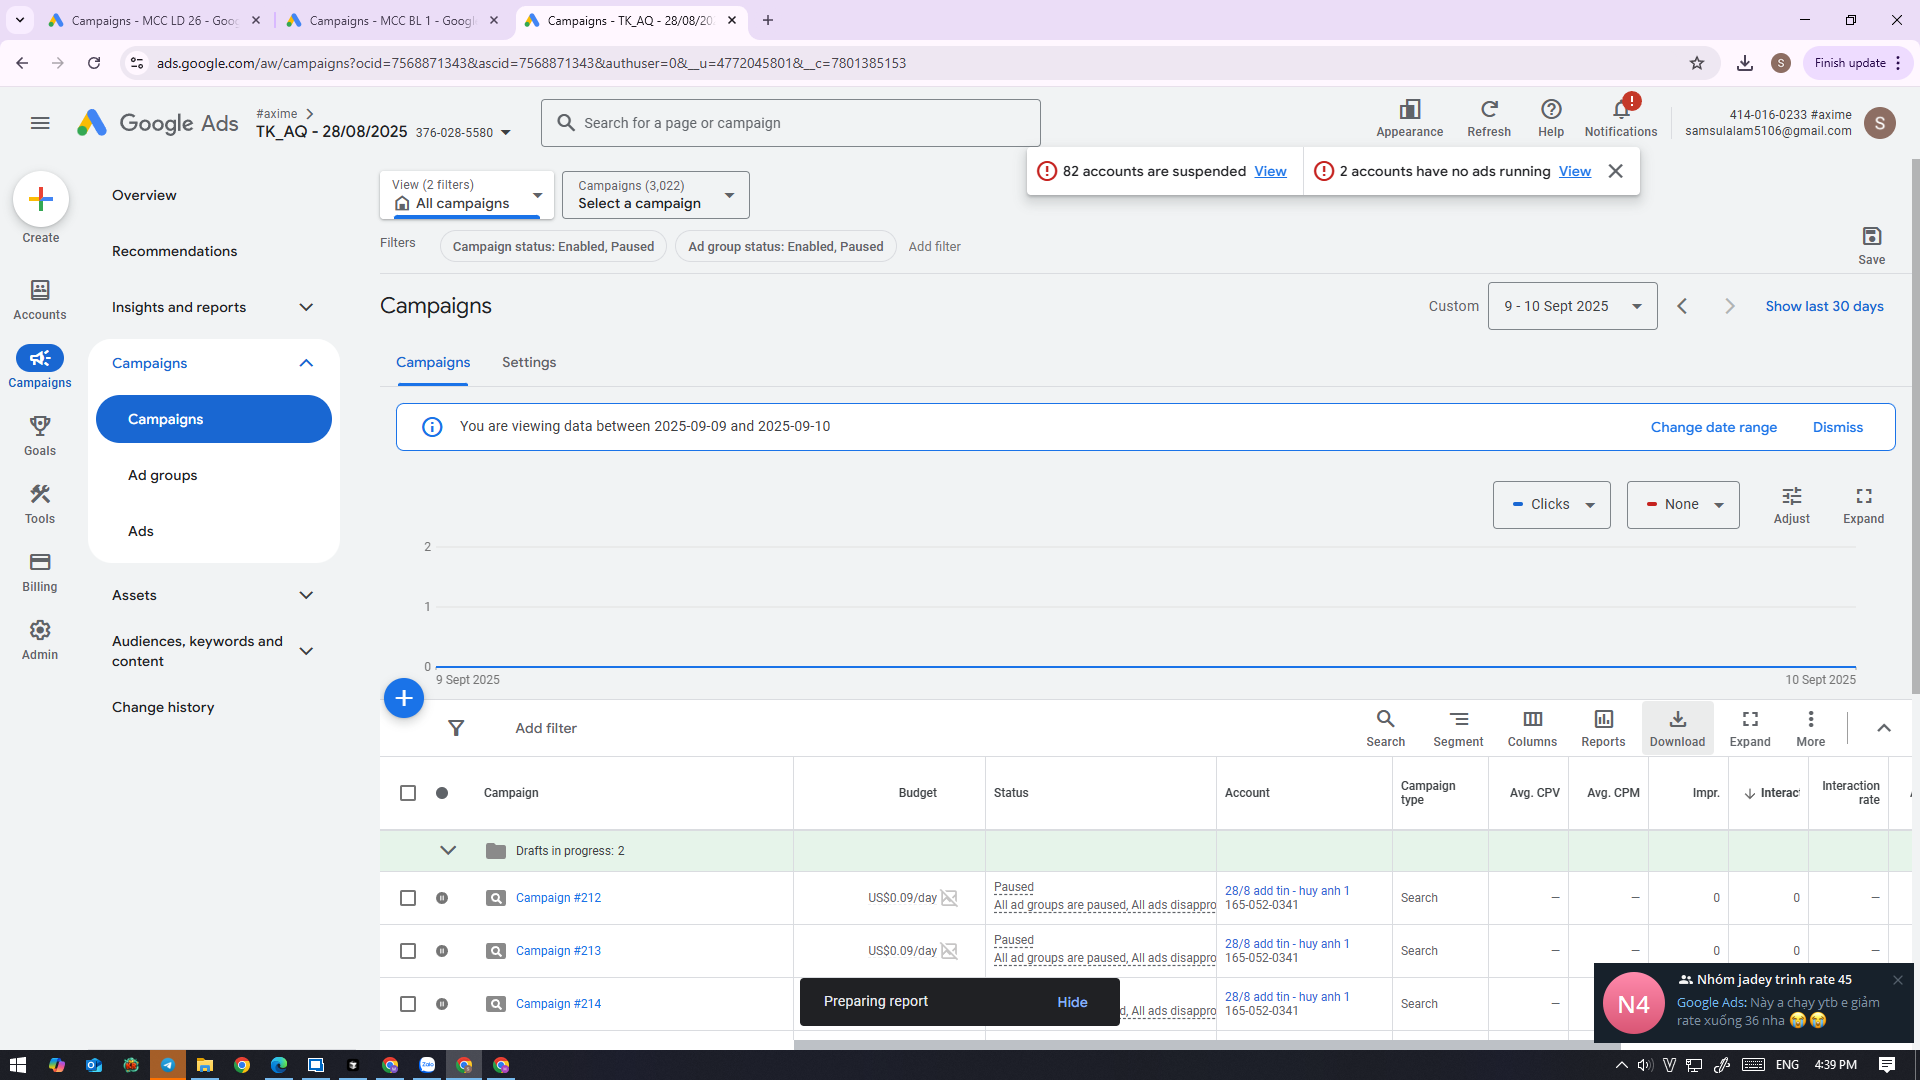 Campaigns - MCC LD 26 - Goog
Campaigns - MCC BL 1 - Google
Campaigns - TK_AQ - 28/08/202
ads.google.com/aw/campaigns?ocid=7568871343&ascid=7568871343&authuser=0&__u=4772045801&__c=7801385153
S
Finish update
Google Ads
#axime
TK_AQ - 28/08/2025 376-028-5580
Search for a page or campaign
Appearance
Refresh
Help
Notifications
414-016-0233 #axime
samsulalam5106@gmail.com
S
82 accounts are suspended View
2 accounts have no ads running View
Create
Accounts
Campaigns
Goals
Tools
Billing
Admin
Overview
Recommendations
Insights and reports
Campaigns
Campaigns
Ad groups
Ads
Assets
Audiences, keywords and
content
Change history
View (2 filters)
All campaigns
Campaigns (3,022)
Select a campaign
Filters
Campaign status: Enabled, Paused
Ad group status: Enabled, Paused
Add filter
Save
Campaigns
Custom
9 - 10 Sept 2025
Show last 30 days
Campaigns
Settings
You are viewing data between 2025-09-09 and 2025-09-10
Change date range
Dismiss
Clicks
None
Adjust
Expand
2
1
0
9 Sept 2025
10 Sept 2025
Add filter
Search
Segment
Columns
Reports
Download
Expand
More
Campaign
Budget
Status
Account
Campaign
type
Avg. CPV
Avg. CPM
Impr.
Interact
Interaction
rate
Drafts in progress: 2
Campaign #212
US$0.09/day
Paused
All ad groups are paused, All ads disappro
28/8 add tin - huy anh 1
165-052-0341
Search
—
—
0
0
—
Campaign #213
US$0.09/day
Paused
All ad groups are paused, All ads disappro
28/8 add tin - huy anh 1
165-052-0341
Search
—
—
0
0
—
Campaign #214
d, All ads disappro
28/8 add tin - huy anh 1
165-052-0341
Search
—
Preparing report
Hide
N4
Nhóm jadey trinh rate 45
Google Ads: Này a chay ytb e giảm
rate xuống 36 nha 😭😭
Zalo
ENG
4:39 PM